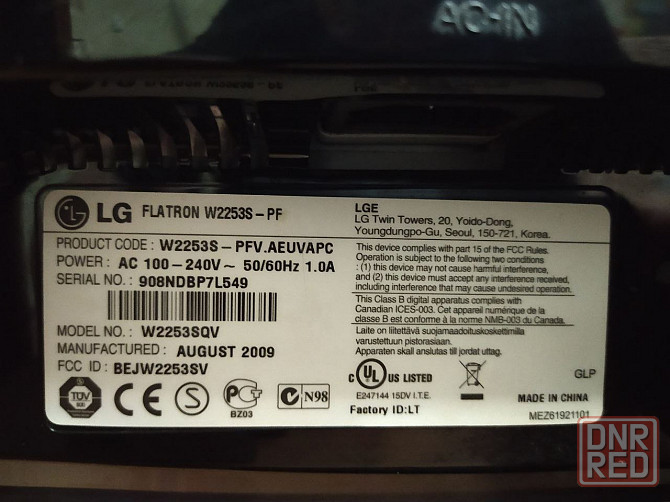 AC-IN
LG FLATRON W2253S-PF
PRODUCT CODE : W2253S-PFV.AEUVAPC
POWER: AC 100-240V~ 50/60Hz 1.0A
SERIAL NO. : 908NDBP7L549
MODEL NO. : W2253SQV
MANUFACTURED : AUGUST 2009
FCC ID : BEJW2253SV
TÜV
CE
S
PC
BZ03
N98
LGE
LG Twin Towers, 20, Yoido-Dong,
Youngdungpo-Gu, Seoul, 150-721, Korea.
This device complies with part 15 of the FCC Rules.
Operation is subject to the following two conditions
: (1) this device may not cause harmful interference,
and (2) this device must accept any interference received,
including interference that may cause undesired operation.
This Class B digital apparatus complies with
Canadian ICES-003. Cet appareil numérique de la
classe B est conforme à la norme NMB-003 du Canada.
Laite on liitettävä suojamaadoituskoskettimilla
varustettuun pistorasiaan.
Apparaten skall anslutas till jordat uttag.
c UL US LISTED
E247144 15DV I.T.E.
Factory ID:LT
GLP
MADE IN CHINA
MEZ61921101
DNR
RED